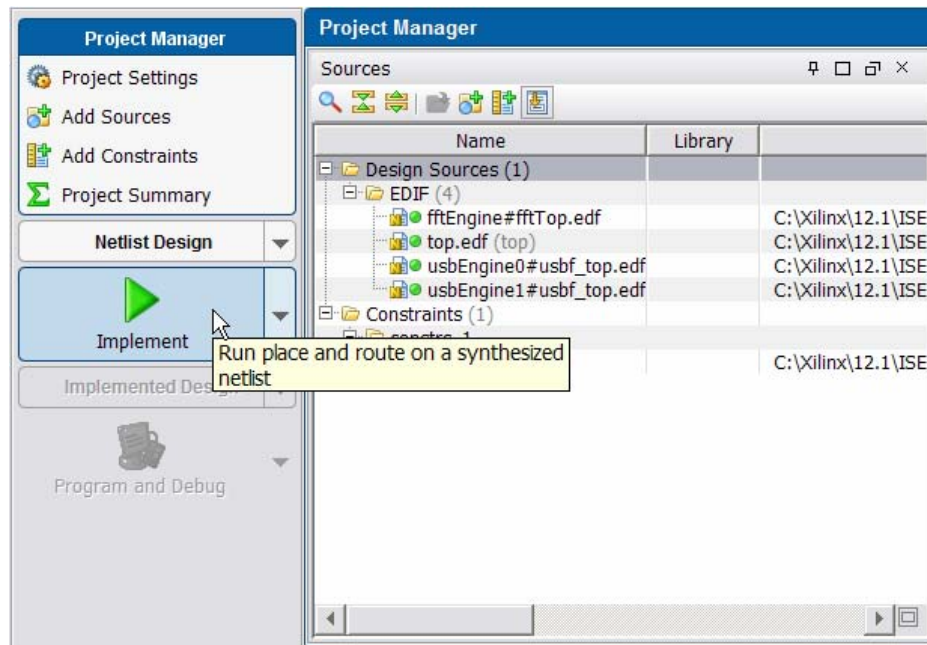 Project Manager
Project Settings
Add Sources
Add Constraints
Project Summary
Netlist Design
Implement
Implemented Des
Program and Debug
Project Manager
Sources
Name Library
Design Sources (1)
EDIF (4)
fftEngine#fftTop.edf C:\Xilinx\12.1\ISE
top.edf (top) C:\Xilinx\12.1\ISE
usbEngine0#usbf_top.edf C:\Xilinx\12.1\ISE
usbEngine1#usbf_top.edf C:\Xilinx\12.1\ISE
Constraints (1)
Run place and route on a synthesized
netlist
C:\Xilinx\12.1\ISE